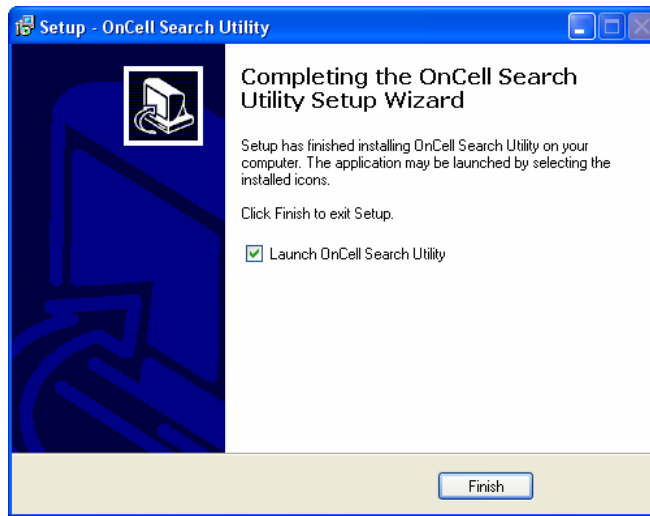 Setup - OnCell Search Utility
Completing the OnCell Search
Utility Setup Wizard
Setup has finished installing OnCell Search Utility on your
computer. The application may be launched by selecting the
installed icons.
Click Finish to exit Setup.
Launch OnCell Search Utility
Finish